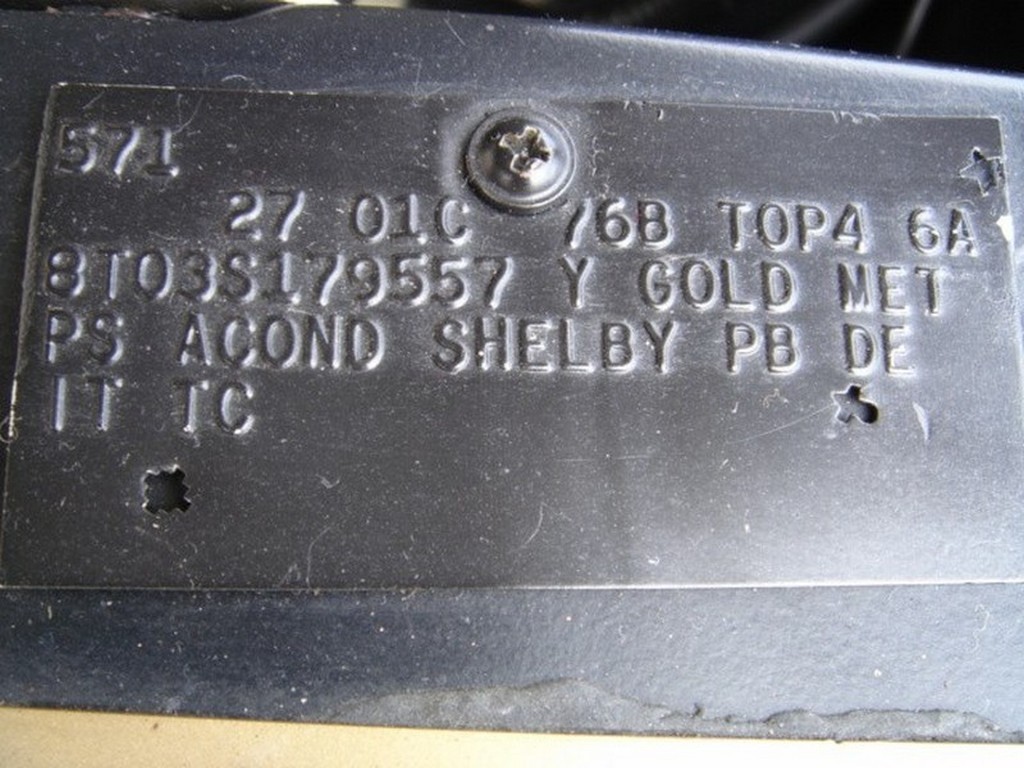 571
27 01C 76B TOP4 6A
8T03S179557 Y GOLD MET
PS ACOND SHELBY PB DE
IT TC